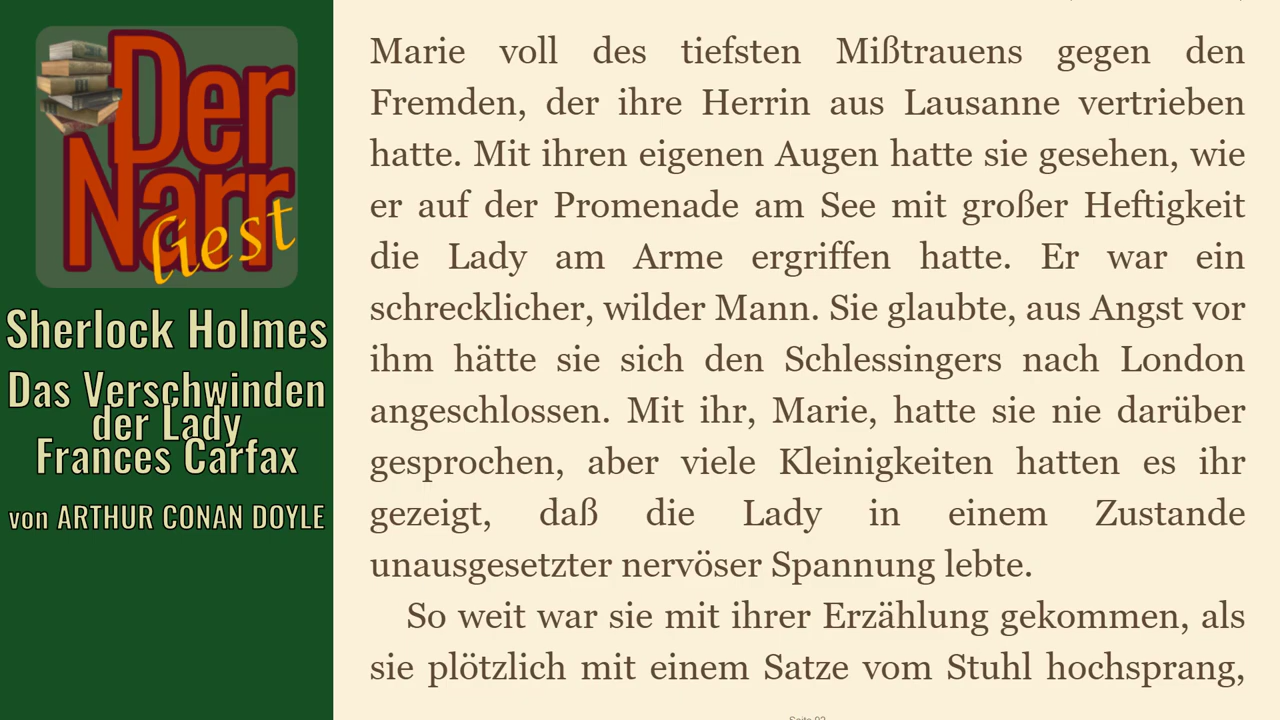 Der
Narr
liest
Sherlock Holmes
Das Verschwinden
der Lady
Frances Carfax
von ARTHUR CONAN DOYLE
Marie voll des tiefsten Mißtrauens gegen den
Fremden, der ihre Herrin aus Lausanne vertrieben
hatte. Mit ihren eigenen Augen hatte sie gesehen, wie
er auf der Promenade am See mit großer Heftigkeit
die Lady am Arme ergriffen hatte. Er war ein
schrecklicher, wilder Mann. Sie glaubte, aus Angst vor
ihm hätte sie sich den Schlessingers nach London
angeschlossen. Mit ihr, Marie, hatte sie nie darüber
gesprochen, aber viele Kleinigkeiten hatten es ihr
gezeigt, daß die Lady in einem Zustande
unausgesetzter nervöser Spannung lebte.
So weit war sie mit ihrer Erzählung gekommen, als
sie plötzlich mit einem Satze vom Stuhl hochsprang,